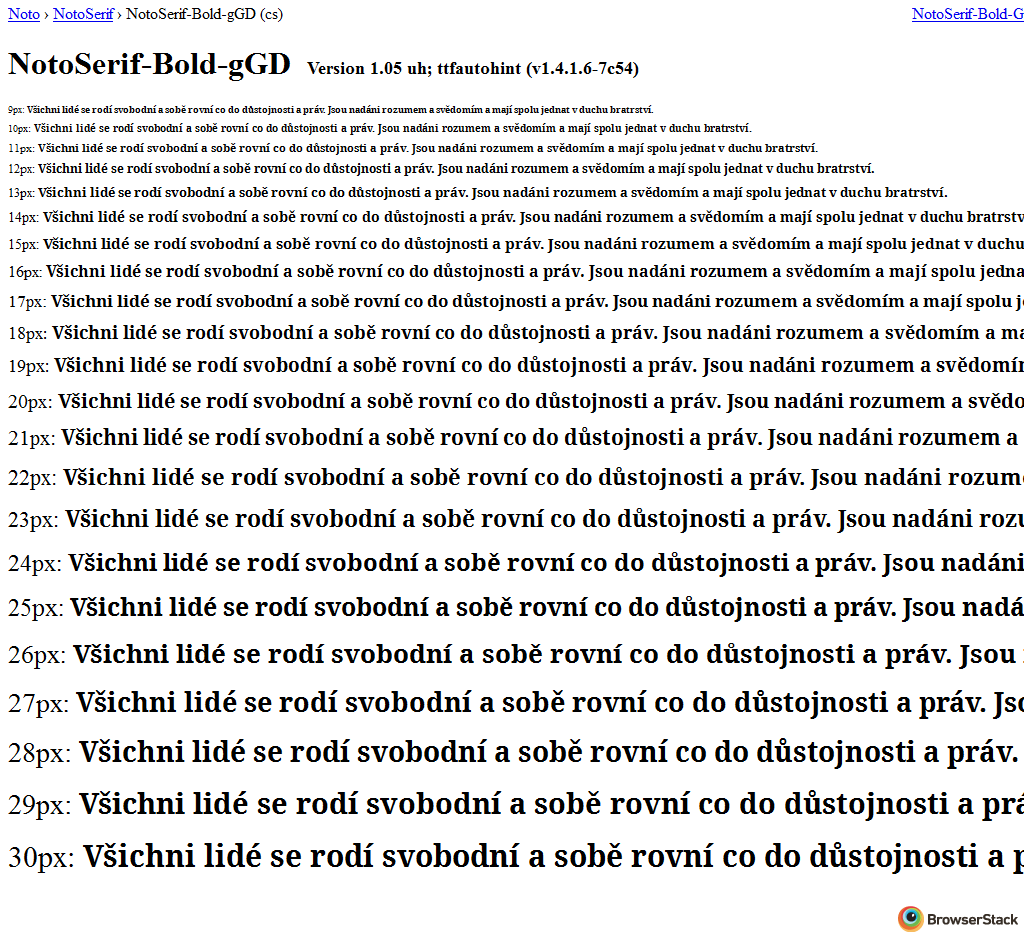 Noto › NotoSerif › NotoSerif-Bold-gGD (cs) NotoSerif-Bold-G
NotoSerif-Bold-gGD Version 1.05 uh; ttfautohint (v1.4.1.6-7c54)
9px: Všichni lidé se rodí svobodní a sobě rovní co do důstojnosti a práv. Jsou nadáni rozumem a svědomím a mají spolu jednat v duchu bratrství.
10px: Všichni lidé se rodí svobodní a sobě rovní co do důstojnosti a práv. Jsou nadáni rozumem a svědomím a mají spolu jednat v duchu bratrství.
11px: Všichni lidé se rodí svobodní a sobě rovní co do důstojnosti a práv. Jsou nadáni rozumem a svědomím a mají spolu jednat v duchu bratrství.
12px: Všichni lidé se rodí svobodní a sobě rovní co do důstojnosti a práv. Jsou nadáni rozumem a svědomím a mají spolu jednat v duchu bratrství.
13px: Všichni lidé se rodí svobodní a sobě rovní co do důstojnosti a práv. Jsou nadáni rozumem a svědomím a mají spolu jednat v duchu bratrství.
14px: Všichni lidé se rodí svobodní a sobě rovní co do důstojnosti a práv. Jsou nadáni rozumem a svědomím a mají spolu jednat v duchu bratrstv
15px: Všichni lidé se rodí svobodní a sobě rovní co do důstojnosti a práv. Jsou nadáni rozumem a svědomím a mají spolu jednat v duchu
16px: Všichni lidé se rodí svobodní a sobě rovní co do důstojnosti a práv. Jsou nadáni rozumem a svědomím a mají spolu jedna
17px: Všichni lidé se rodí svobodní a sobě rovní co do důstojnosti a práv. Jsou nadáni rozumem a svědomím a mají spolu j
18px: Všichni lidé se rodí svobodní a sobě rovní co do důstojnosti a práv. Jsou nadáni rozumem a svědomím a ma
19px: Všichni lidé se rodí svobodní a sobě rovní co do důstojnosti a práv. Jsou nadáni rozumem a svědomím
20px: Všichni lidé se rodí svobodní a sobě rovní co do důstojnosti a práv. Jsou nadáni rozumem a svědo
21px: Všichni lidé se rodí svobodní a sobě rovní co do důstojnosti a práv. Jsou nadáni rozumem a
22px: Všichni lidé se rodí svobodní a sobě rovní co do důstojnosti a práv. Jsou nadáni rozum
23px: Všichni lidé se rodí svobodní a sobě rovní co do důstojnosti a práv. Jsou nadáni rozu
24px: Všichni lidé se rodí svobodní a sobě rovní co do důstojnosti a práv. Jsou nadáni
25px: Všichni lidé se rodí svobodní a sobě rovní co do důstojnosti a práv. Jsou nadá
26px: Všichni lidé se rodí svobodní a sobě rovní co do důstojnosti a práv. Jsou
27px: Všichni lidé se rodí svobodní a sobě rovní co do důstojnosti a práv. Jso
28px: Všichni lidé se rodí svobodní a sobě rovní co do důstojnosti a práv.
29px: Všichni lidé se rodí svobodní a sobě rovní co do důstojnosti a prá
30px: Všichni lidé se rodí svobodní a sobě rovní co do důstojnosti a p
BrowserStack